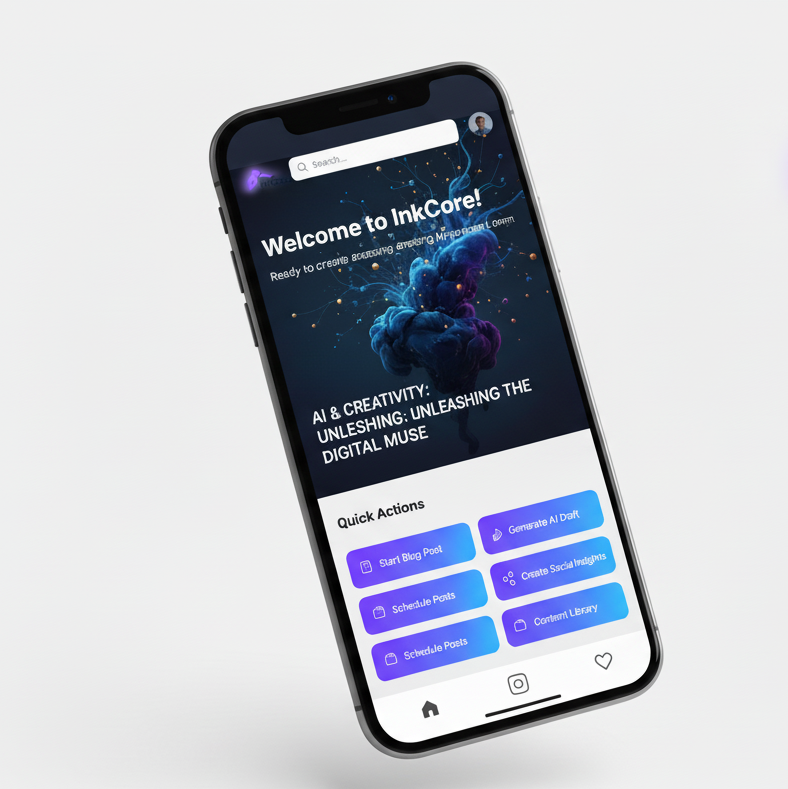 Search...
Welcome to InkCore!
Ready to create
AI & CREATIVITY:
UNLESHING: UNLEASHING THE
DIGITAL MUSE
Quick Actions
Start Blog Post
Generate AI Draft
Schedule Posts
Create Social Insights
Schedule Posts
Content Library